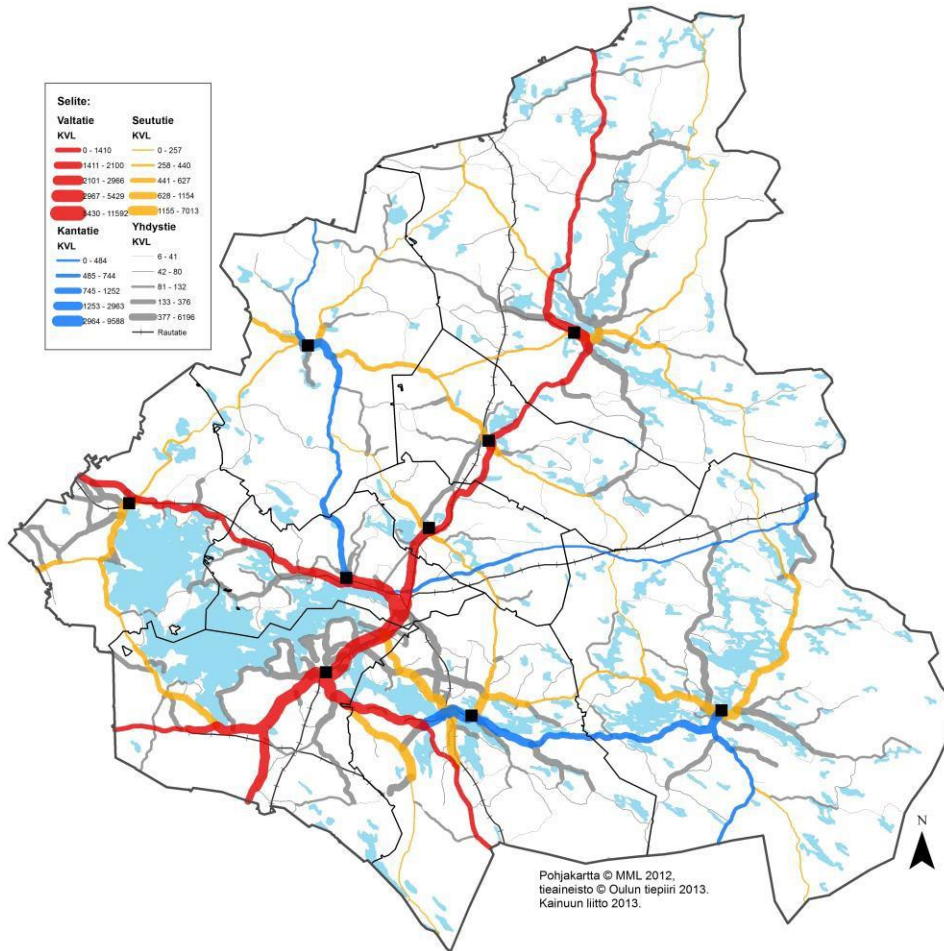 Selite:
Valtatie
KVL
0 - 1410
1411 - 2100
2101 - 2966
2967 - 5429
5430 - 11592
Kantatie
KVL
0 - 484
485 - 744
745 - 1252
1253 - 2963
2964 - 9588
Seututie
KVL
0 - 257
258 - 440
441 - 627
628 - 1154
1155 - 7013
Yhdystie
KVL
6 - 41
42 - 80
81 - 132
133 - 376
377 - 6196
Rautatie
N
Pohjakartta © MML 2012,
tieaineisto © Oulun tiepiiri 2013.
Kainuun liitto 2013.